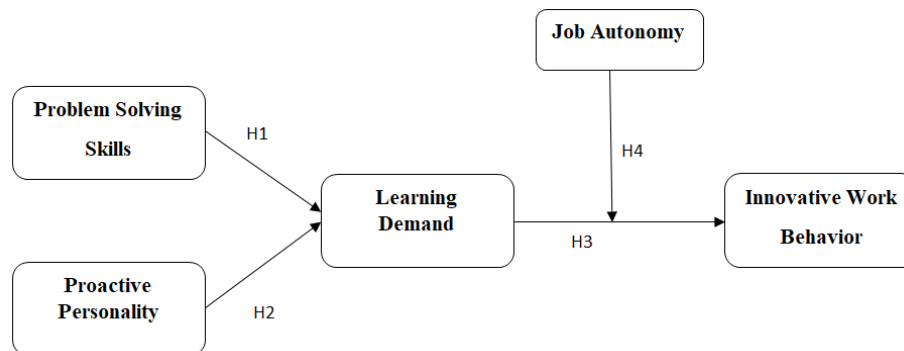 Job Autonomy
Problem Solving
Skills
H1
H4
Learning
Demand
Innovative Work
Behavior
H3
Proactive
Personality
H2